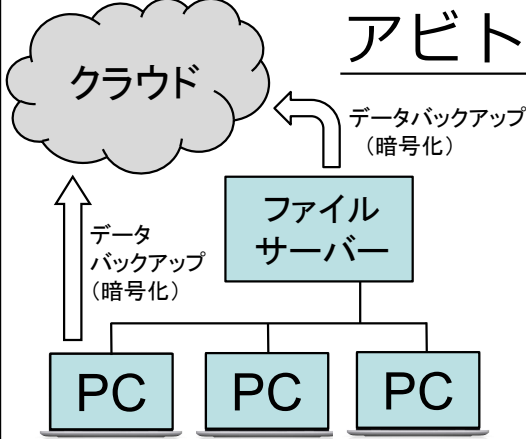 アビト
クラウド
データバックアップ
（暗号化）
ファイル
サーバー
データ
バックアップ
（暗号化）
PC
PC
PC